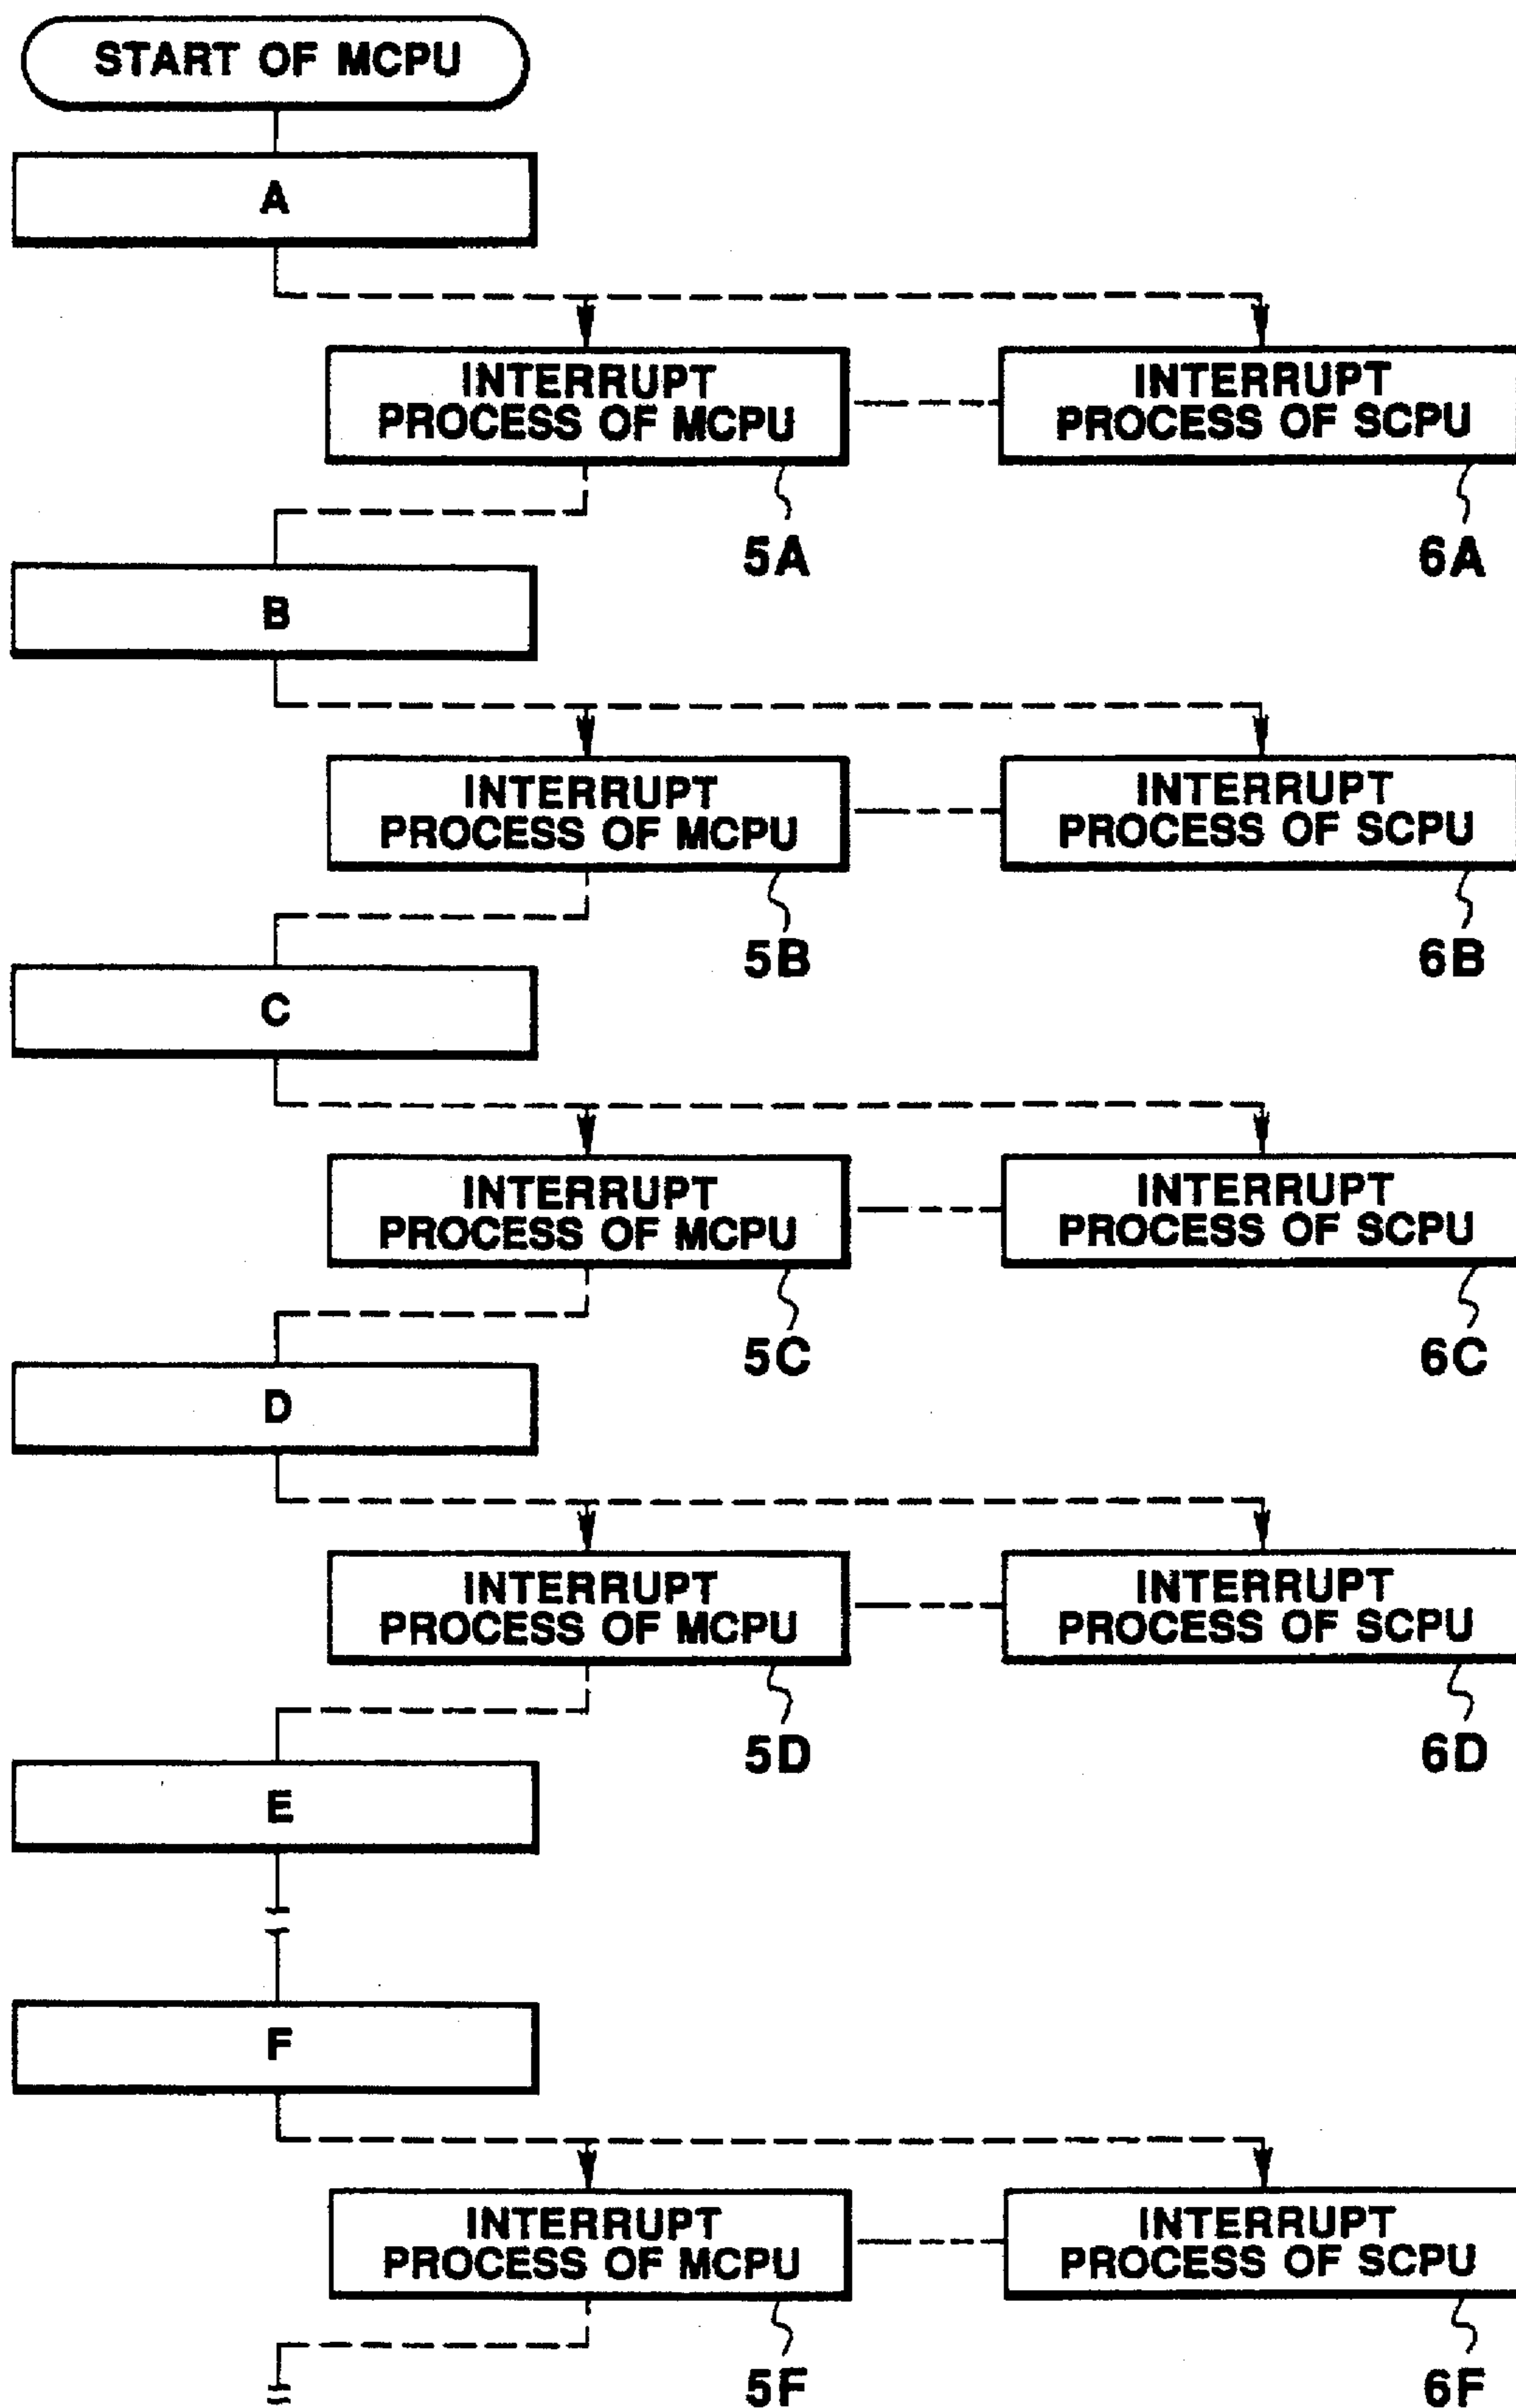 START OF MCPU
A
INTERRUPT
PROCESS OF MCPU
INTERRUPT
PROCESS OF SCPU
5A
6A
B
INTERRUPT
PROCESS OF MCPU
INTERRUPT
PROCESS OF SCPU
5B
6B
C
INTERRUPT
PROCESS OF MCPU
INTERRUPT
PROCESS OF SCPU
5C
6C
D
INTERRUPT
PROCESS OF MCPU
INTERRUPT
PROCESS OF SCPU
5D
6D
E
F
INTERRUPT
PROCESS OF MCPU
INTERRUPT
PROCESS OF SCPU
5F
6F